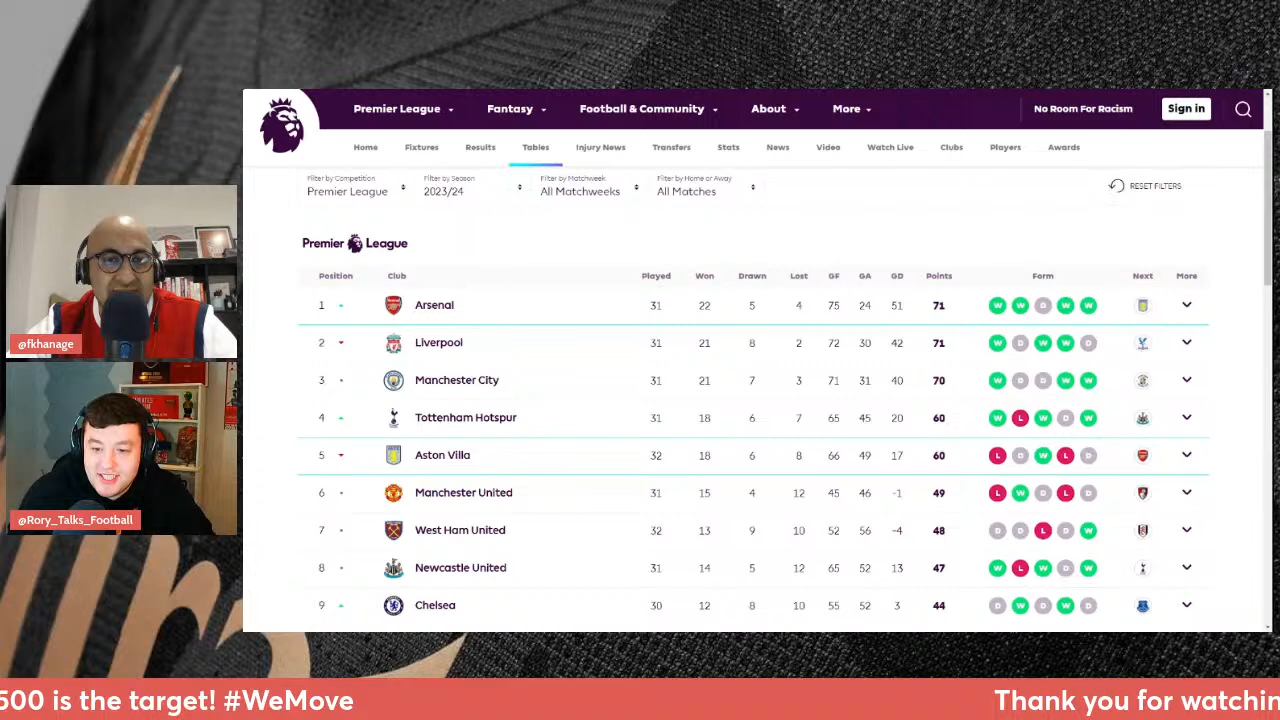 Premier League Fantasy Football & Community About More No Room For Racism Sign in
Home Fixtures Results Tables Injury News Transfers Stats News Video Watch Live Clubs Players Awards
Filter by Competition Filter by Season Filter by Matchweek Filter by Home or Away
Premier League 2023/24 All Matchweeks All Matches RESET FILTERS
Premier League
Position Club Played Won Drawn Lost GF GA GD Points Form Next More
1 Arsenal 31 22 5 4 75 24 51 71 W W D W W
2 Liverpool 31 21 8 2 72 30 42 71 W D W W D
3 Manchester City 31 21 7 3 71 31 40 70 W D D W W
4 Tottenham Hotspur 31 18 6 7 65 45 20 60 W L W D W
5 Aston Villa 32 18 6 8 66 49 17 60 L D W L D
6 Manchester United 31 15 4 12 45 46 -1 49 L W D L D
7 West Ham United 32 13 9 10 52 56 -4 48 D D L D W
8 Newcastle United 31 14 5 12 65 52 13 47 W L W D W
9 Chelsea 30 12 8 10 55 52 3 44 D W D W D
@fkhanage
@Rory_Talks_Football
500 is the target! #WeMove Thank you for watchin